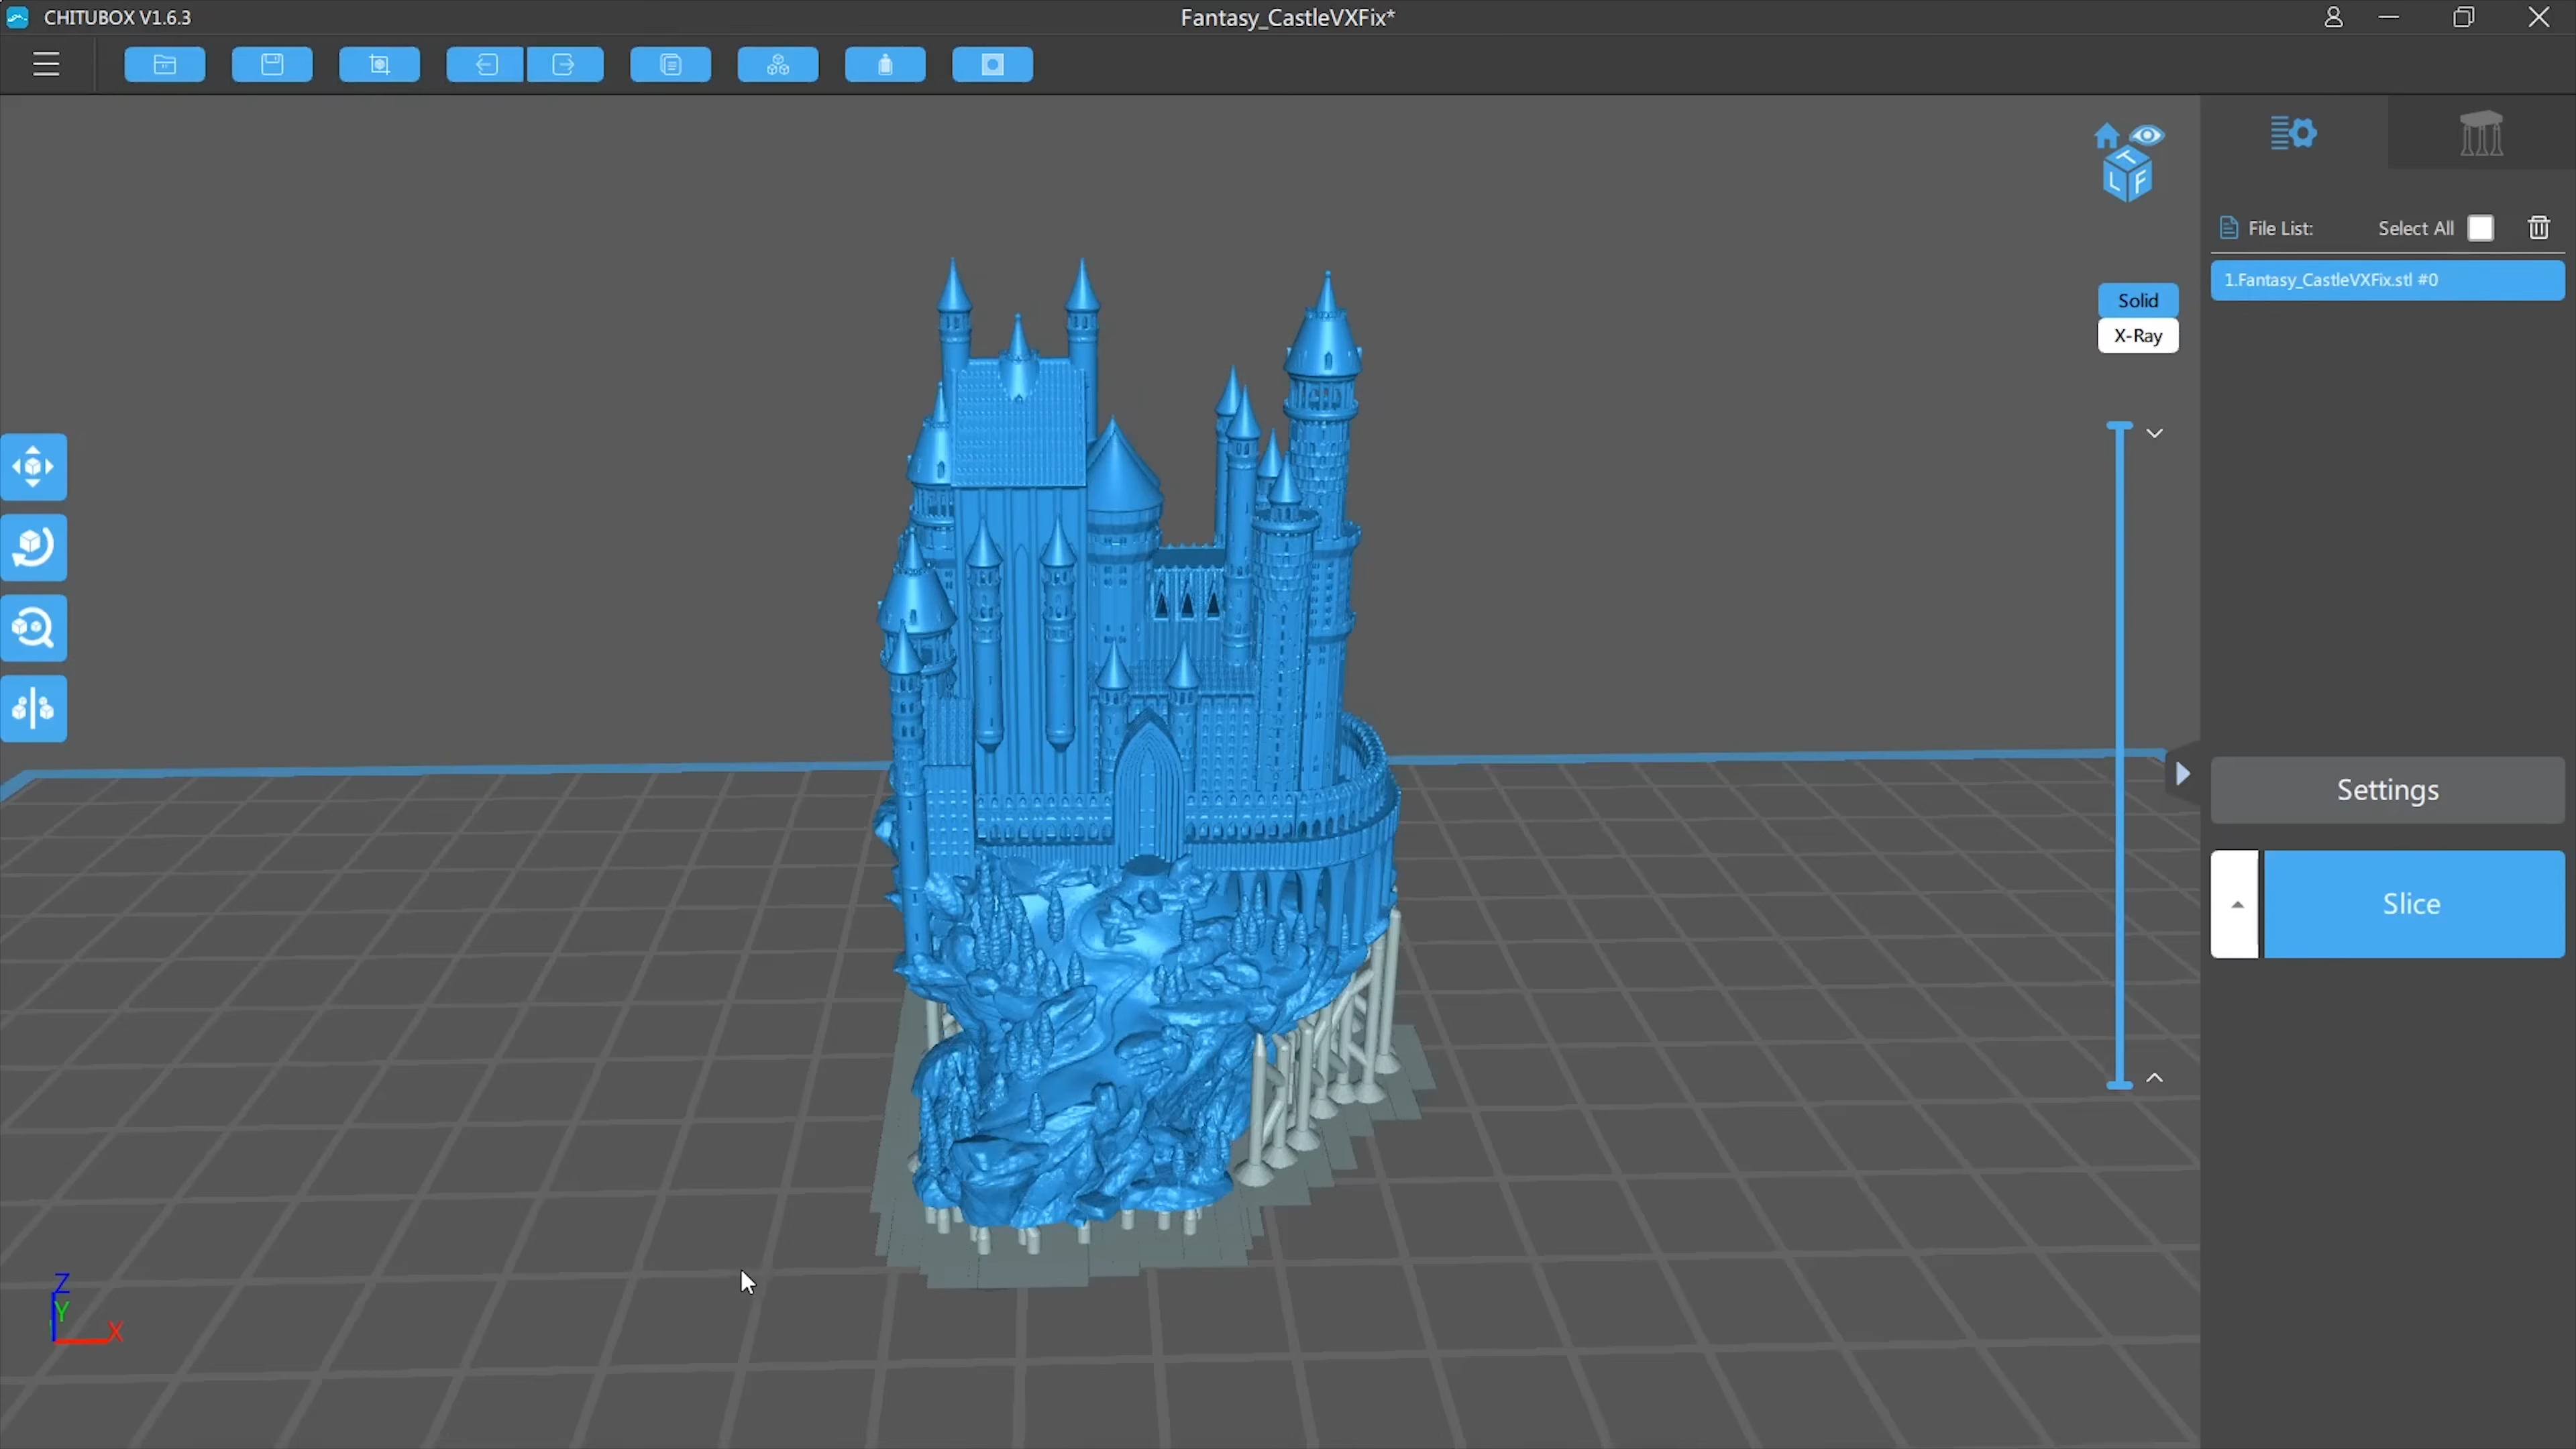 CHITUBOX V1.6.3
Fantasy_CastleVXFix*
T
L F
File List:
Select All
1.Fantasy_CastleVXFix.stl #0
Solid
X-Ray
Settings
Slice
Z
Y
X